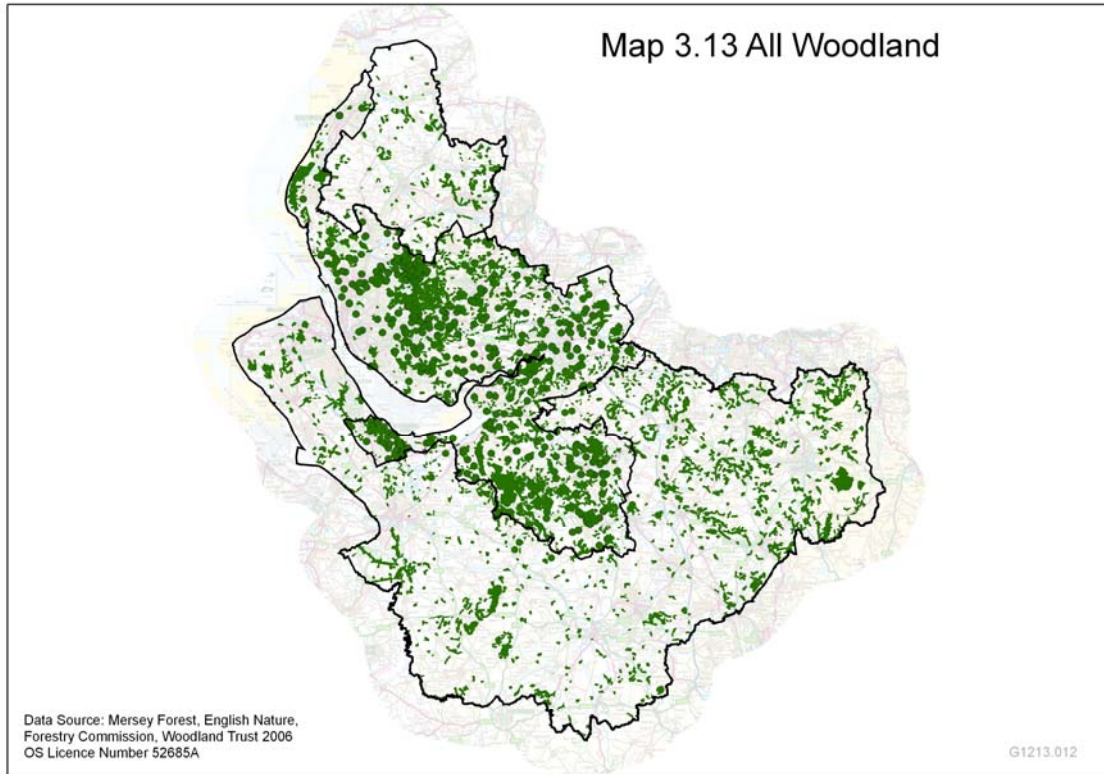 Map 3.13 All Woodland
Data Source: Mersey Forest, English Nature,
Forestry Commission, Woodland Trust 2006
OS Licence Number 52685A
G1213.012